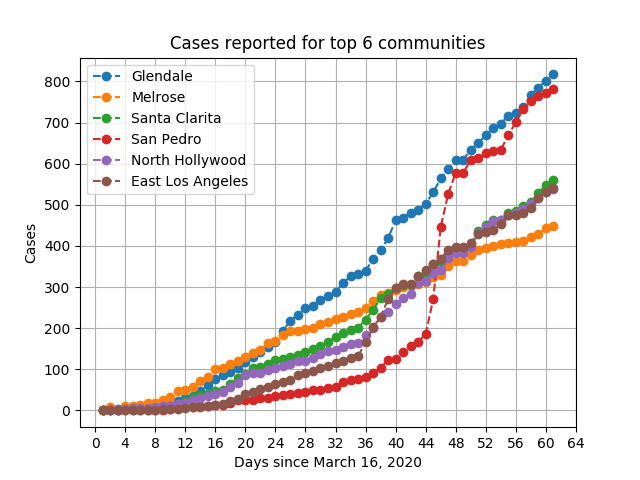 Cases reported for top 6 communities
Glendale
Melrose
Santa Clarita
San Pedro
North Hollywood
East Los Angeles
800
700
600
500
400
300
200
100
0
Cases
0 4 8 12 16 20 24 28 32 36 40 44 48 52 56 60 64
Days since March 16, 2020